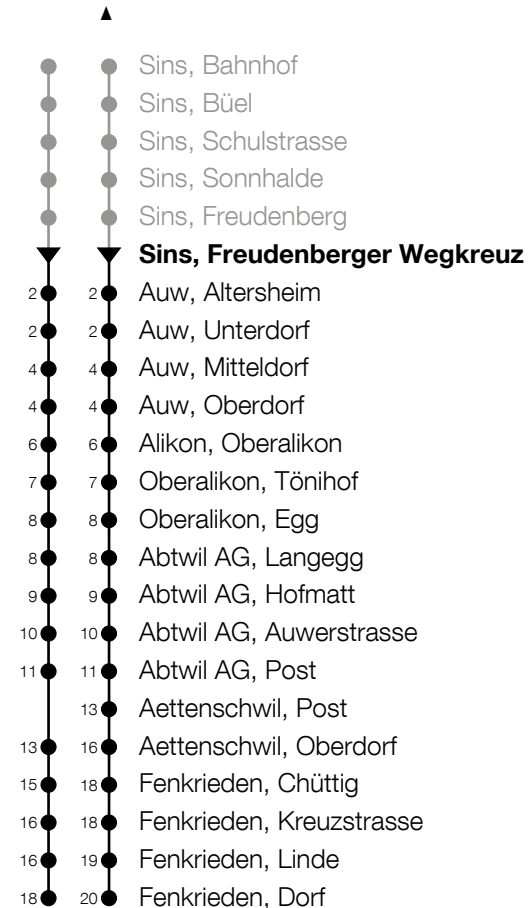 Sins, Bahnhof
Sins, Büel
Sins, Schulstrasse
Sins, Sonnhalde
Sins, Freudenberg
Sins, Freudenberger Wegkreuz
2 2 Auw, Altersheim
2 2 Auw, Unterdorf
4 4 Auw, Mitteldorf
4 4 Auw, Oberdorf
6 6 Alikon, Oberalikon
7 7 Oberalikon, Tönihof
8 8 Oberalikon, Egg
8 8 Abtwil AG, Langegg
9 9 Abtwil AG, Hofmatt
10 10 Abtwil AG, Auwerstrasse
11 11 Abtwil AG, Post
13 Aettenschwil, Post
13 16 Aettenschwil, Oberdorf
15 18 Fenkrieden, Chüttig
16 18 Fenkrieden, Kreuzstrasse
16 19 Fenkrieden, Linde
18 20 Fenkrieden, Dorf